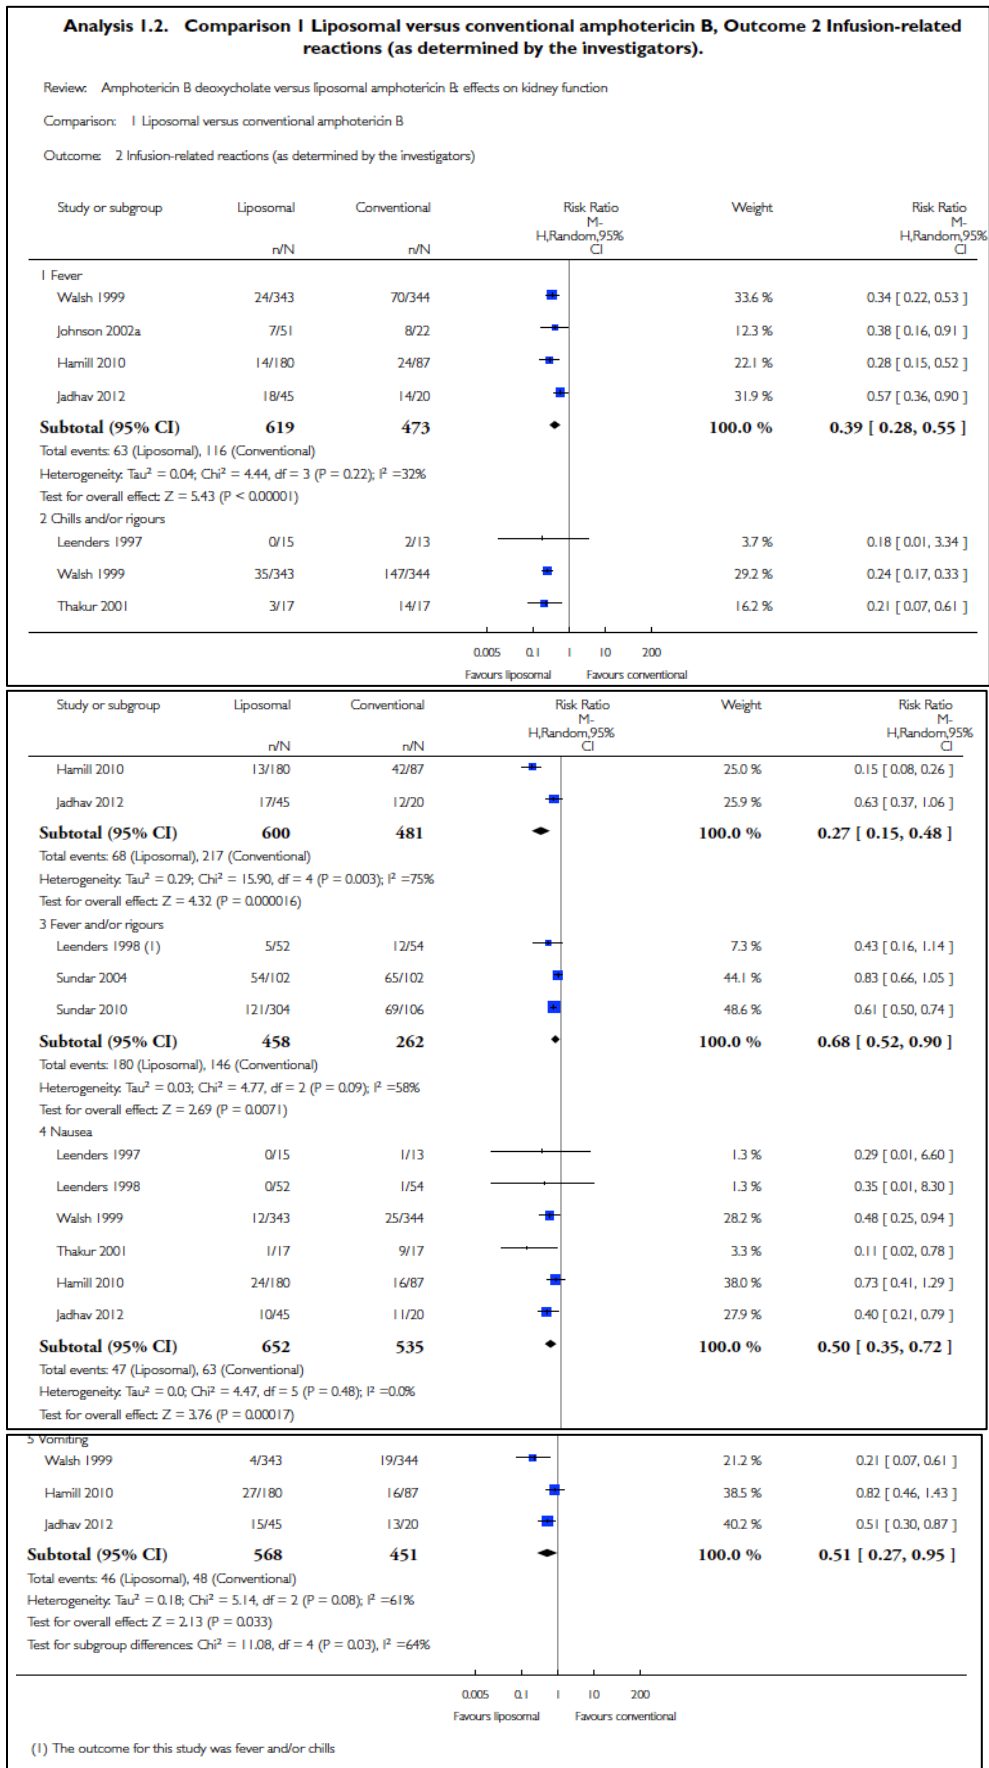 Analysis 1.2. Comparison 1 Liposomal versus conventional amphotericin B, Outcome 2 Infusion-related
reactions (as determined by the investigators).
Review: Amphotericin B deoxycholate versus liposomal amphotericin B: effects on kidney function
Comparison: 1 Liposomal versus conventional amphotericin B
Outcome: 2 Infusion-related reactions (as determined by the investigators)
Study or subgroup Liposomal Conventional Risk Ratio Weight Risk Ratio
M- M-
n/N n/N H,Random,95% CI H,Random,95% CI
1 Fever
Walsh 1999 24/343 70/344 33.6 % 0.34 [ 0.22, 0.53 ]
Johnson 2002a 7/51 8/22 12.3 % 0.38 [ 0.16, 0.91 ]
Hamill 2010 14/180 24/87 22.1 % 0.28 [ 0.15, 0.52 ]
Jadhav 2012 18/45 14/20 31.9 % 0.57 [ 0.36, 0.90 ]
Subtotal (95% CI) 619 473 100.0 % 0.39 [ 0.28, 0.55 ]
Total events: 63 (Liposomal), 116 (Conventional)
Heterogeneity: Tau² = 0.04; Chi² = 4.44, df = 3 (P = 0.22); I² =32%
Test for overall effect: Z = 5.43 (P < 0.00001)
2 Chills and/or rigours
Leenders 1997 0/15 2/13 3.7 % 0.18 [ 0.01, 3.34 ]
Walsh 1999 35/343 147/344 29.2 % 0.24 [ 0.17, 0.33 ]
Thakur 2001 3/17 14/17 16.2 % 0.21 [ 0.07, 0.61 ]
0.005 0.1 1 10 200
Favours liposomal Favours conventional
Study or subgroup Liposomal Conventional Risk Ratio Weight Risk Ratio
M- M-
n/N n/N H,Random,95% CI H,Random,95% CI
Hamill 2010 13/180 42/87 25.0 % 0.15 [ 0.08, 0.26 ]
Jadhav 2012 17/45 12/20 25.9 % 0.63 [ 0.37, 1.06 ]
Subtotal (95% CI) 600 481 100.0 % 0.27 [ 0.15, 0.48 ]
Total events: 68 (Liposomal), 217 (Conventional)
Heterogeneity: Tau² = 0.29; Chi² = 15.90, df = 4 (P = 0.003); I² =75%
Test for overall effect: Z = 4.32 (P = 0.000016)
3 Fever and/or rigours
Leenders 1998 (1) 5/52 12/54 7.3 % 0.43 [ 0.16, 1.14 ]
Sundar 2004 54/102 65/102 44.1 % 0.83 [ 0.66, 1.05 ]
Sundar 2010 121/304 69/106 48.6 % 0.61 [ 0.50, 0.74 ]
Subtotal (95% CI) 458 262 100.0 % 0.68 [ 0.52, 0.90 ]
Total events: 180 (Liposomal), 146 (Conventional)
Heterogeneity: Tau² = 0.03; Chi² = 4.77, df = 2 (P = 0.09); I² =58%
Test for overall effect: Z = 2.69 (P = 0.0071)
4 Nausea
Leenders 1997 0/15 1/13 1.3 % 0.29 [ 0.01, 6.60 ]
Leenders 1998 0/52 1/54 1.3 % 0.35 [ 0.01, 8.30 ]
Walsh 1999 12/343 25/344 28.2 % 0.48 [ 0.25, 0.94 ]
Thakur 2001 1/17 9/17 3.3 % 0.11 [ 0.02, 0.78 ]
Hamill 2010 24/180 16/87 38.0 % 0.73 [ 0.41, 1.29 ]
Jadhav 2012 10/45 11/20 27.9 % 0.40 [ 0.21, 0.79 ]
Subtotal (95% CI) 652 535 100.0 % 0.50 [ 0.35, 0.72 ]
Total events: 47 (Liposomal), 63 (Conventional)
Heterogeneity: Tau² = 0.0; Chi² = 4.47, df = 5 (P = 0.48); I² =0.0%
Test for overall effect: Z = 3.76 (P = 0.00017)
5 Vomiting
Walsh 1999 4/343 19/344 21.2 % 0.21 [ 0.07, 0.61 ]
Hamill 2010 27/180 16/87 38.5 % 0.82 [ 0.46, 1.43 ]
Jadhav 2012 15/45 13/20 40.2 % 0.51 [ 0.30, 0.87 ]
Subtotal (95% CI) 568 451 100.0 % 0.51 [ 0.27, 0.95 ]
Total events: 46 (Liposomal), 48 (Conventional)
Heterogeneity: Tau² = 0.18; Chi² = 5.14, df = 2 (P = 0.08); I² =61%
Test for overall effect: Z = 2.13 (P = 0.033)
Test for subgroup differences: Chi² = 11.08, df = 4 (P = 0.03), I² =64%
0.005 0.1 1 10 200
Favours liposomal Favours conventional
(1) The outcome for this study was fever and/or chills